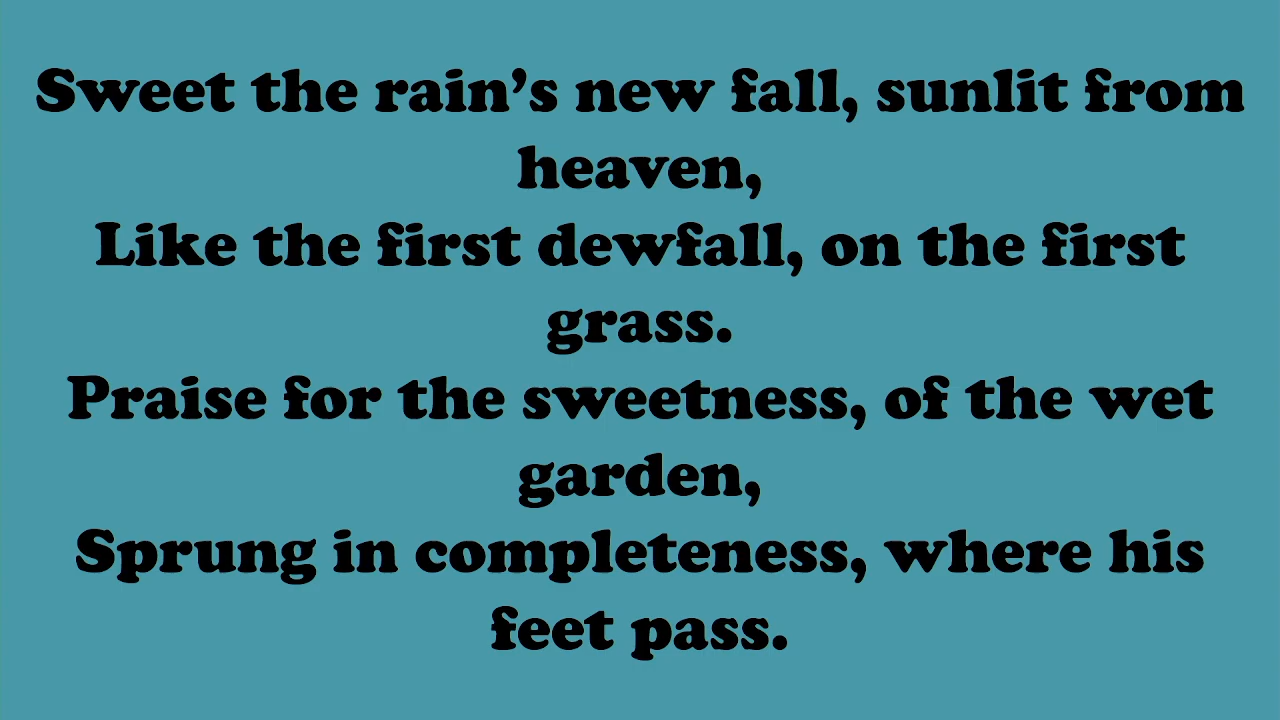 Sweet the rain’s new fall, sunlit from
heaven,
Like the first dewfall, on the first
grass.
Praise for the sweetness, of the wet
garden,
Sprung in completeness, where his
feet pass.